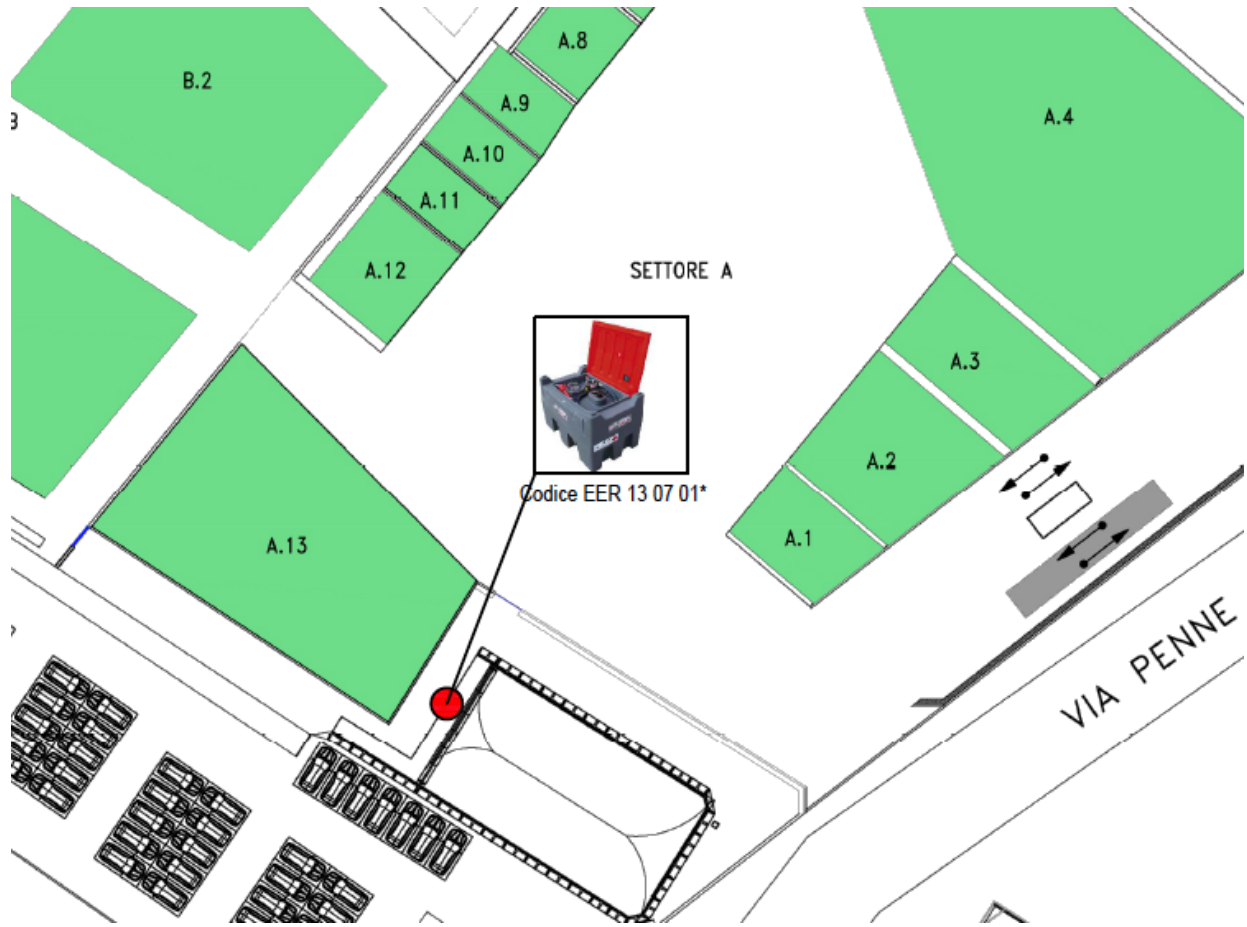 A.8
B.2
A.9
A.4
A.10
A.11
A.12
SETTORE A
A.3
A.2
Codice EER 13 07 01*
A.1
A.13
VIA PENNE